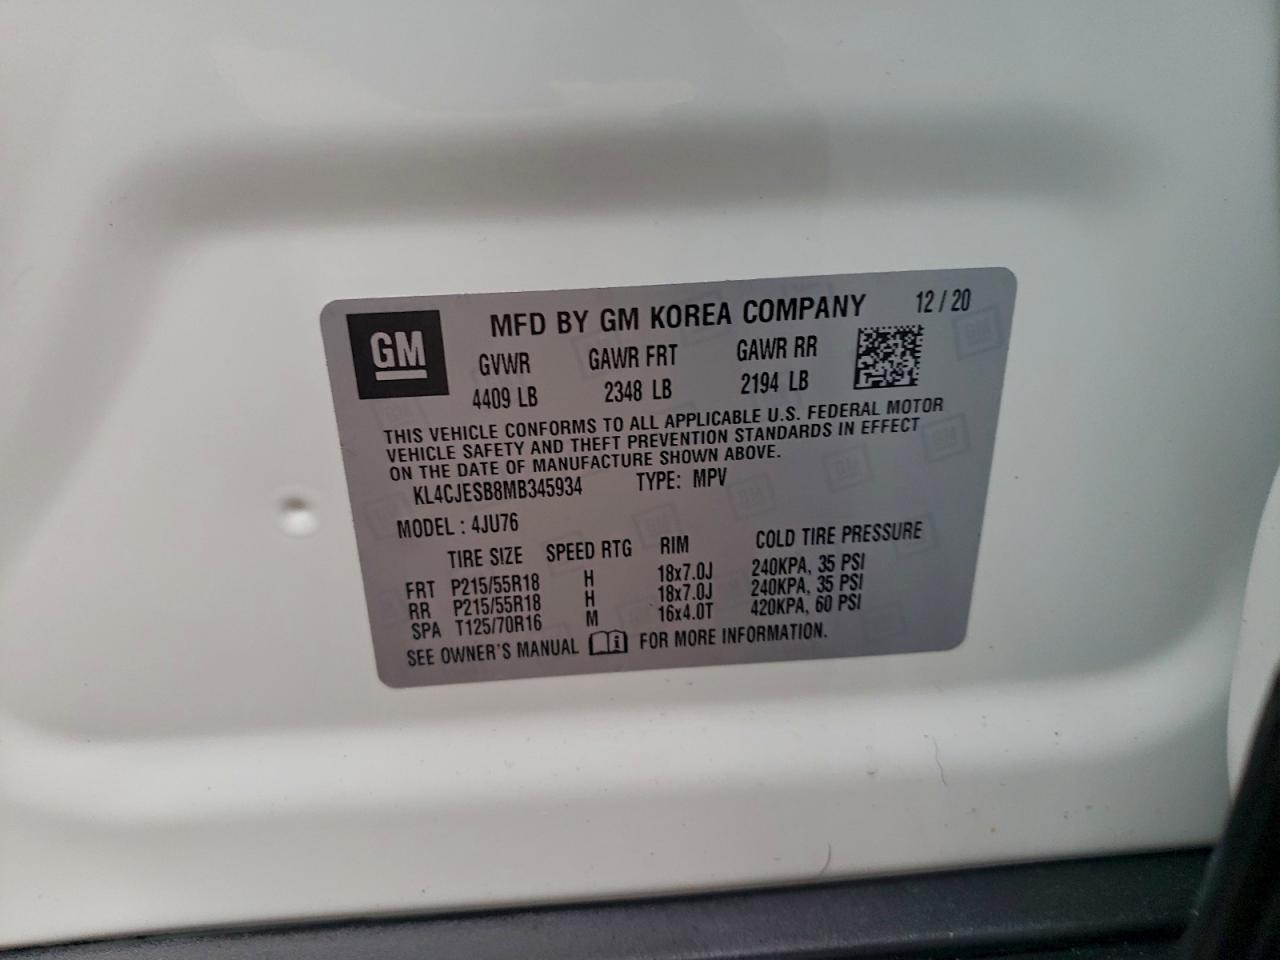 GM
MFD BY GM KOREA COMPANY 12 / 20
GVWR GAWR FRT GAWR RR
4409 LB 2348 LB 2194 LB
THIS VEHICLE CONFORMS TO ALL APPLICABLE U.S. FEDERAL MOTOR
VEHICLE SAFETY AND THEFT PREVENTION STANDARDS IN EFFECT
ON THE DATE OF MANUFACTURE SHOWN ABOVE.
KL4CJESB8MB345934 TYPE: MPV
MODEL : 4JU76
TIRE SIZE SPEED RTG RIM COLD TIRE PRESSURE
FRT P215/55R18 H 18x7.0J 240KPA, 35 PSI
RR P215/55R18 H 18x7.0J 240KPA, 35 PSI
SPA T125/70R16 M 16x4.0T 420KPA, 60 PSI
SEE OWNER'S MANUAL FOR MORE INFORMATION.